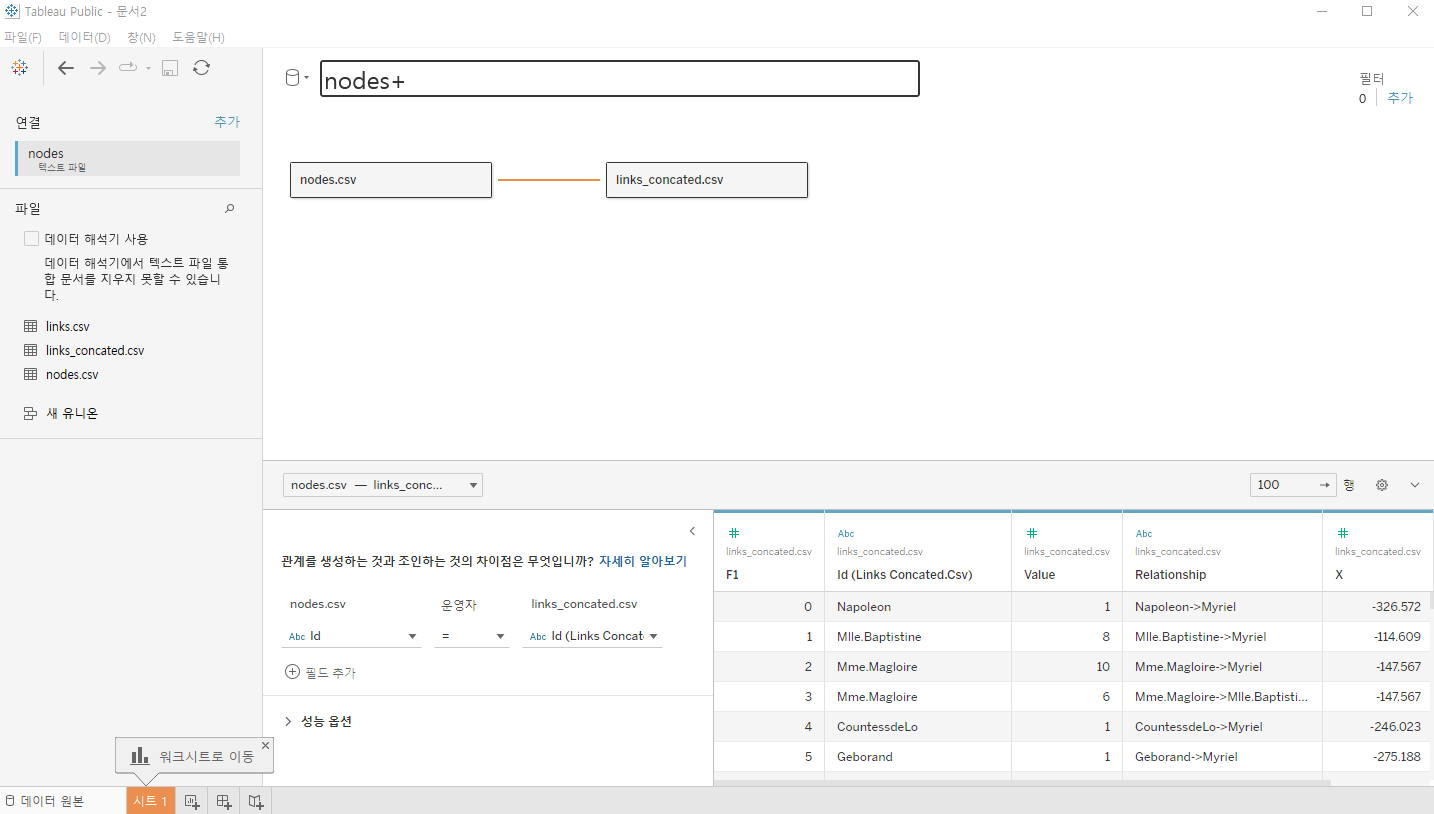 Tableau Public - 문서2
파일(F) 데이터(D) 창(N) 도움말(H)
연결 추가
nodes
텍스트 파일
파일
데이터 해석기 사용
데이터 해석기에서 텍스트 파일 통
합 문서를 지우지 못할 수 있습니
다.
links.csv
links_concated.csv
nodes.csv
새 유니온
nodes+
필터
0 추가
nodes.csv
links_concated.csv
nodes.csv — links_conc...
100 → 행
관계를 생성하는 것과 조인하는 것의 차이점은 무엇입니까? 자세히 알아보기
nodes.csv 운영자 links_concated.csv
Abc Id = Abc Id (Links Concat
필드 추가
성능 옵션
# Abc # Abc #
links_concated.csv links_concated.csv links_concated.csv links_concated.csv links_concated.csv
F1 Id (Links Concated.Csv) Value Relationship X
0 Napoleon 1 Napoleon->Myriel -326.572
1 Mlle.Baptistine 8 Mlle.Baptistine->Myriel -114.609
2 Mme.Magloire 10 Mme.Magloire->Myriel -147.567
3 Mme.Magloire 6 Mme.Magloire->Mlle.Baptisti... -147.567
4 CountessdeLo 1 CountessdeLo->Myriel -246.023
5 Geborand 1 Geborand->Myriel -275.188
워크시트로 이동
데이터 원본 시트 1